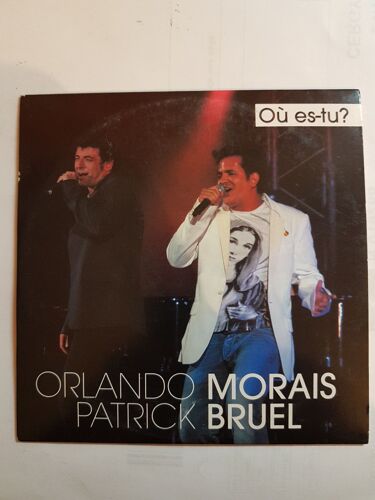 Où es-tu?
ORLANDO MORAIS
PATRICK BRUEL